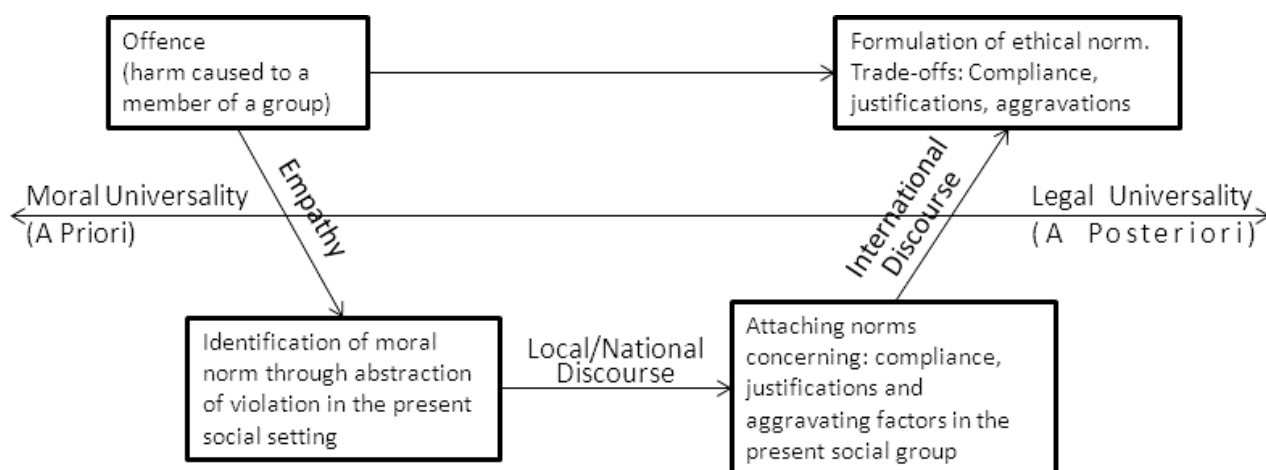 Offence
(harm caused to a
member of a group)
Formulation of ethical norm.
Trade-offs: Compliance,
justifications, aggravations
Empathy
International
Discourse
Moral Universality
(A Priori)
Legal Universality
(A Posteriori)
Identification of moral
norm through abstraction
of violation in the present
social setting
Local/National
Discourse
Attaching norms
concerning: compliance,
justifications and
aggravating factors in the
present social group